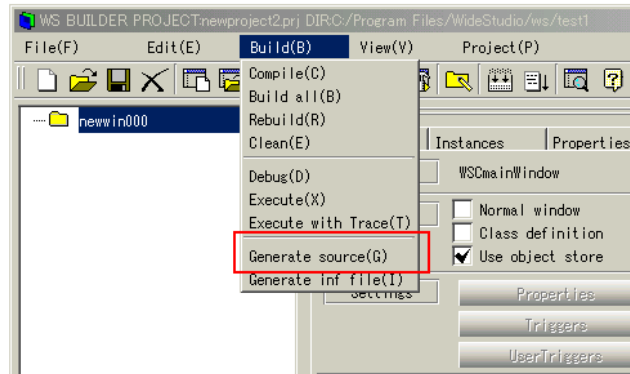 WS BUILDER PROJECT:newproject2.prj DIRC:/Program Files/WideStudio/ws/test1
File(F) Edit(E) Build(B) View(V) Project(P)
Compile(C)
Build all(B)
Rebuild(R)
Clean(E)
Debug(D)
Execute(X)
Execute with Trace(T)
Generate source(G)
Generate inf file(I)
newwin000
Instances Properties
WSCmainWindow
Normal window
Class definition
Use object store
Settings Properties
Triggers
UserTriggers